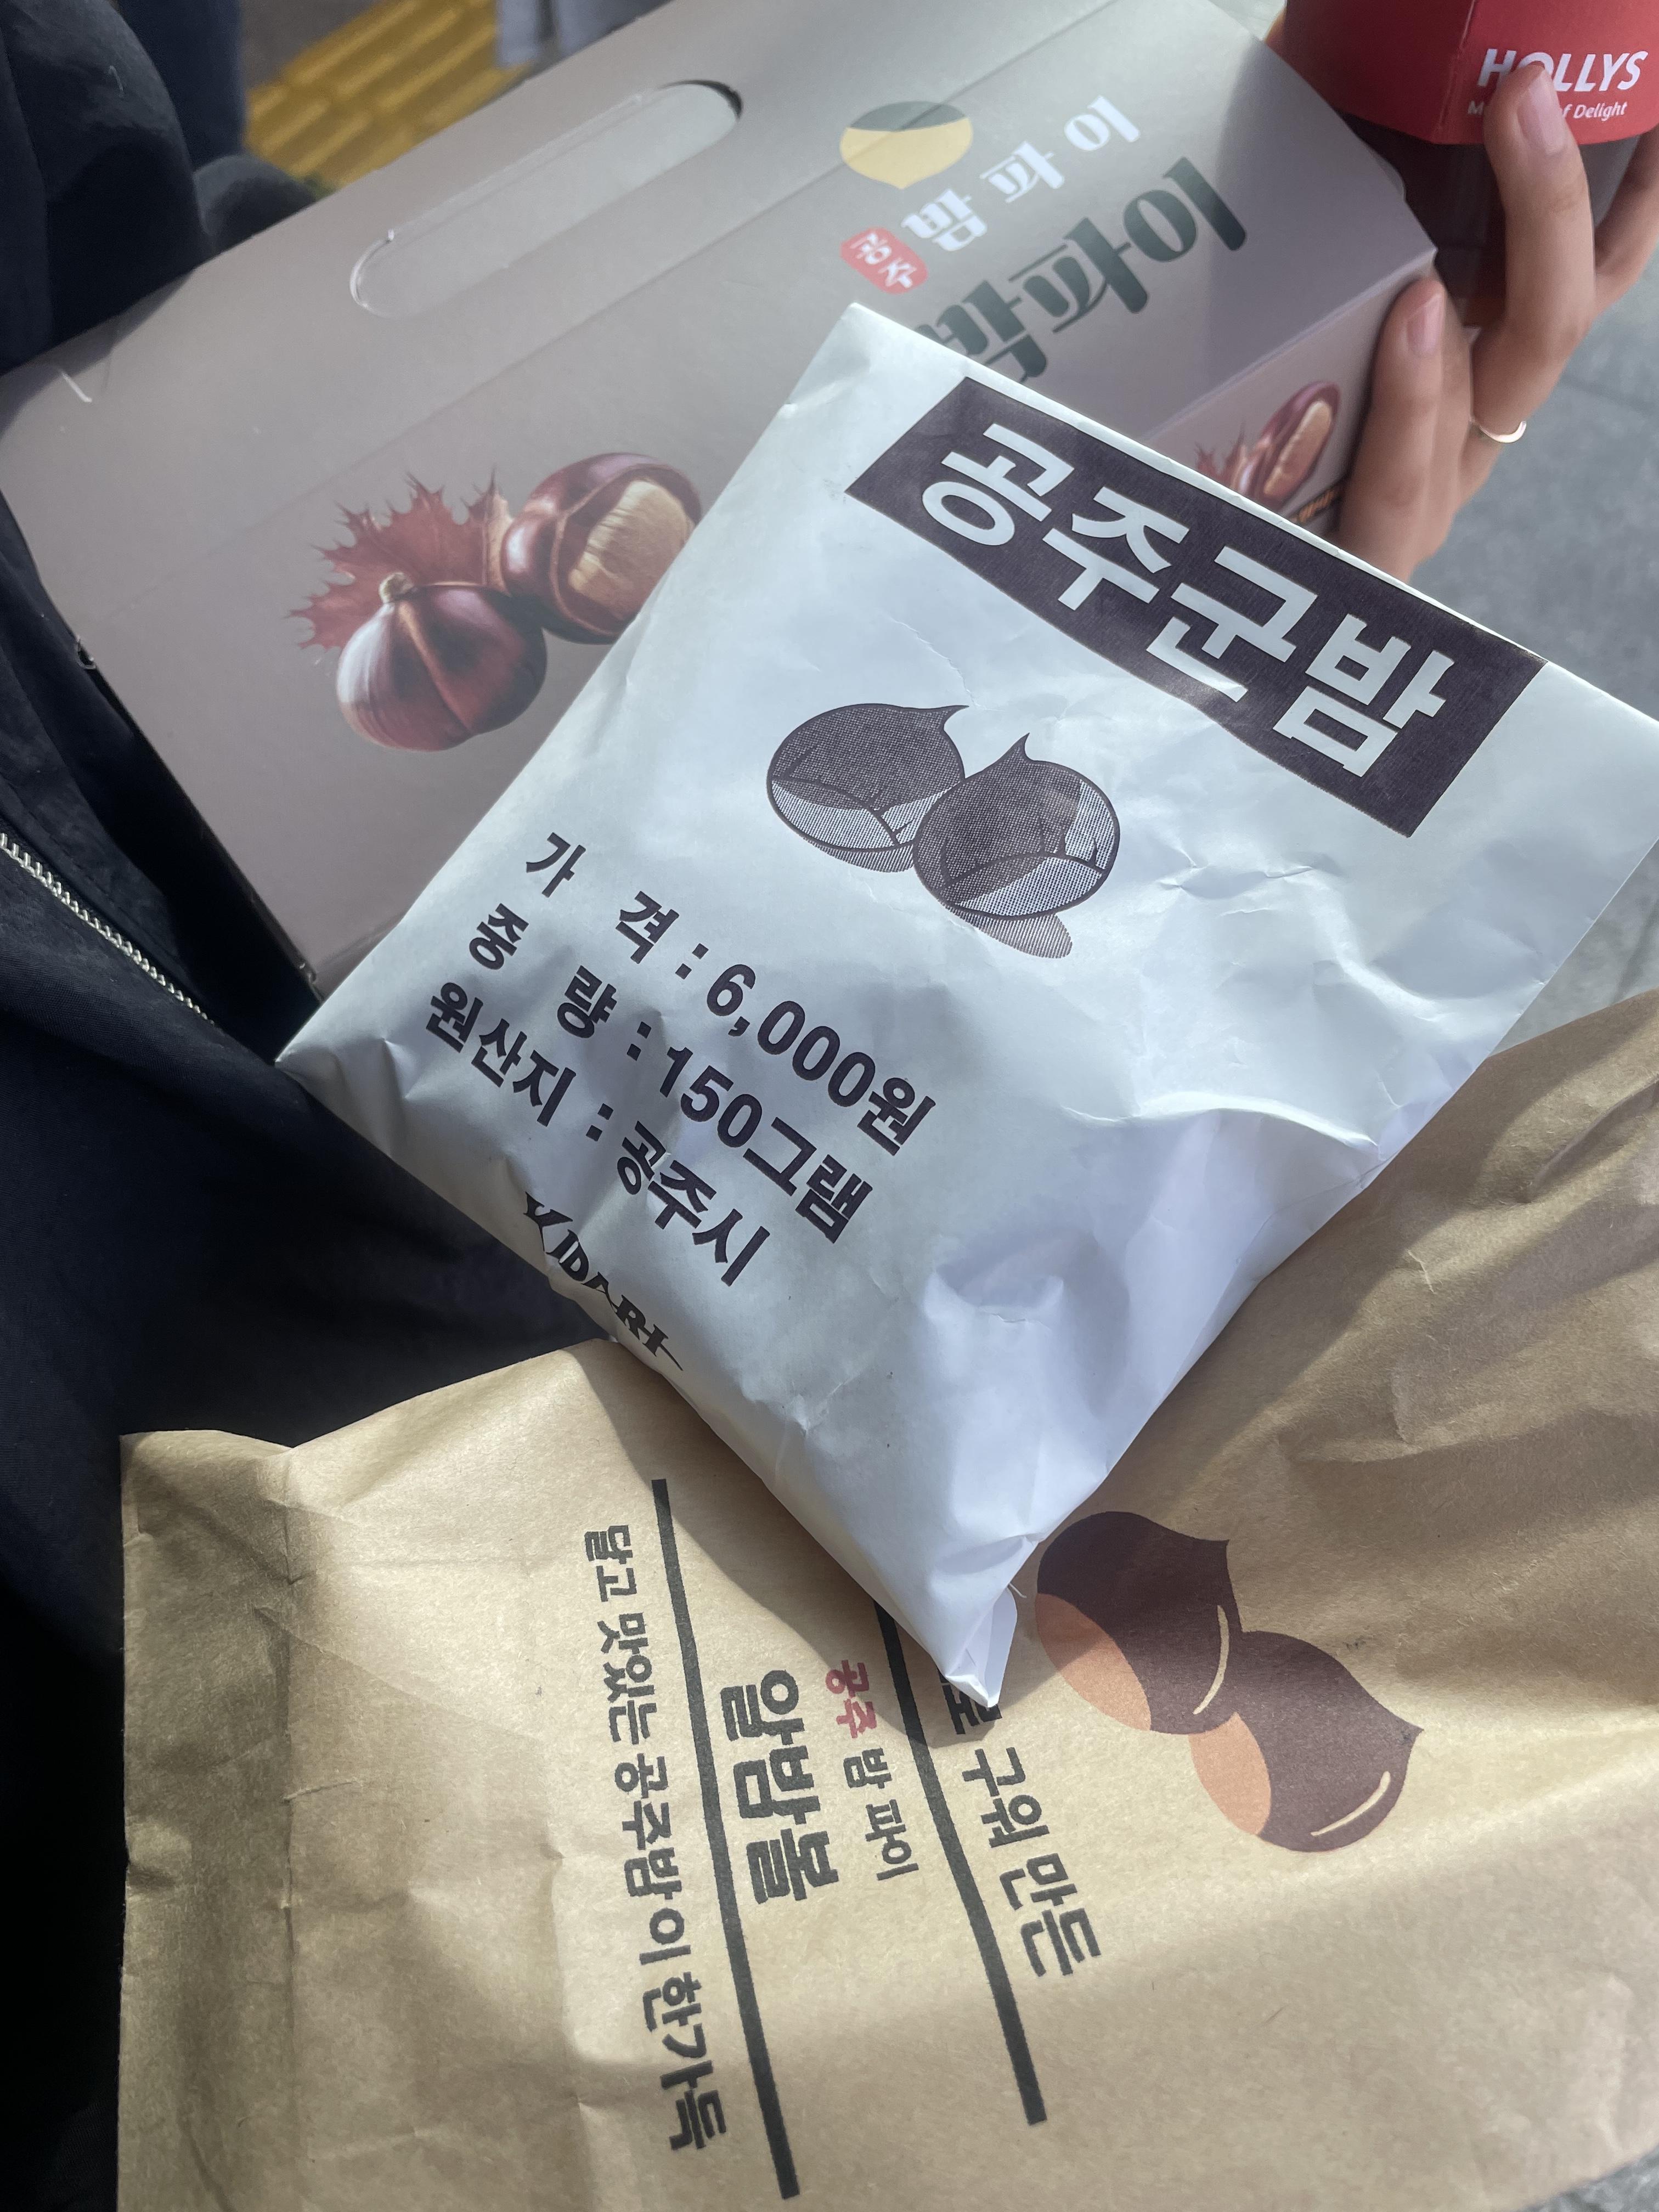 HOLLYS
of Delight
공주 밤파이
밤파이
공주군밤
가 격 : 6,000원
중 량 : 150그램
원산지 : 공주시
YIDARI
구워 만든
공주 밤파이
알밤볼
달고 맛있는 공주밤이 한가득